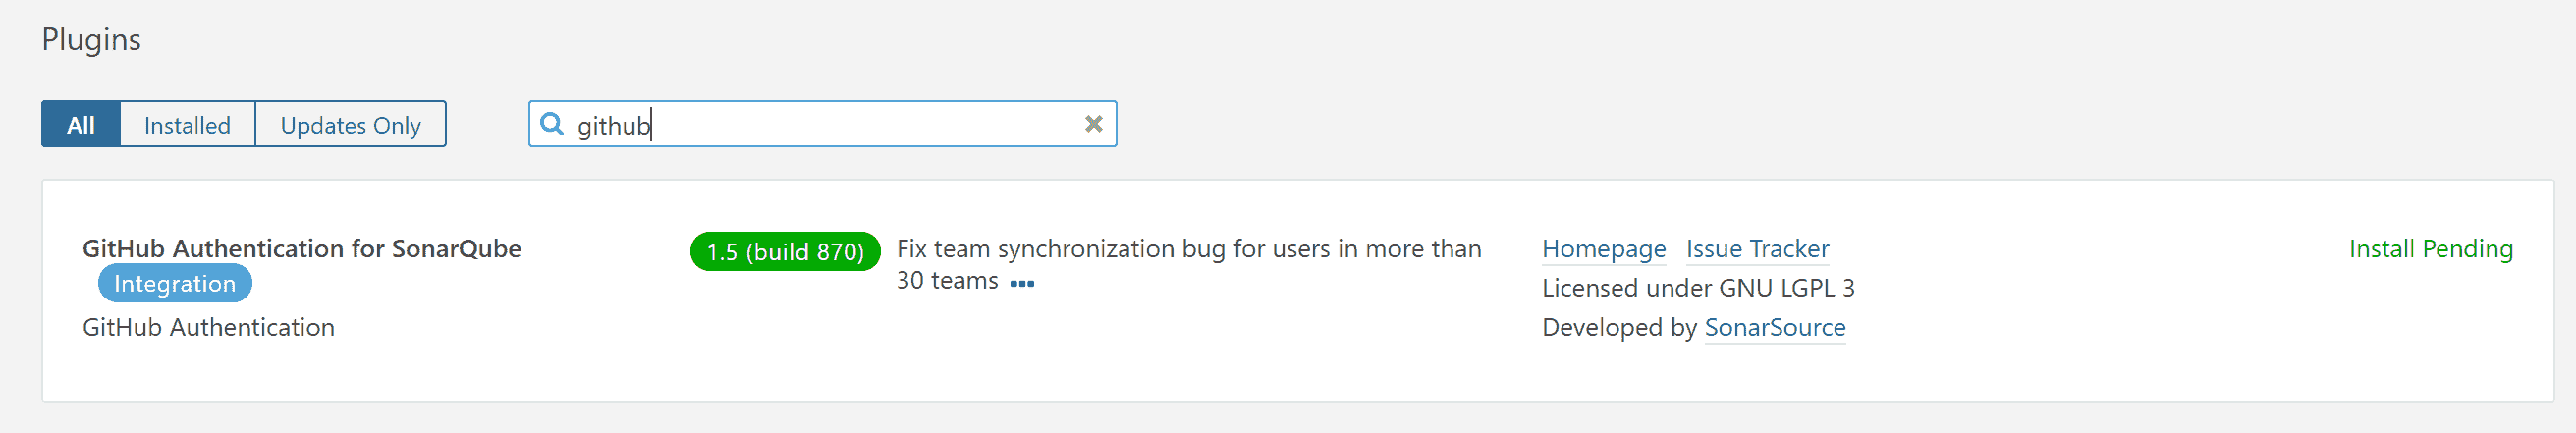 Plugins
All Installed Updates Only github
GitHub Authentication for SonarQube 1.5 (build 870) Fix team synchronization bug for users in more than Homepage Issue Tracker Install Pending
Integration 30 teams Licensed under GNU LGPL 3
GitHub Authentication Developed by SonarSource